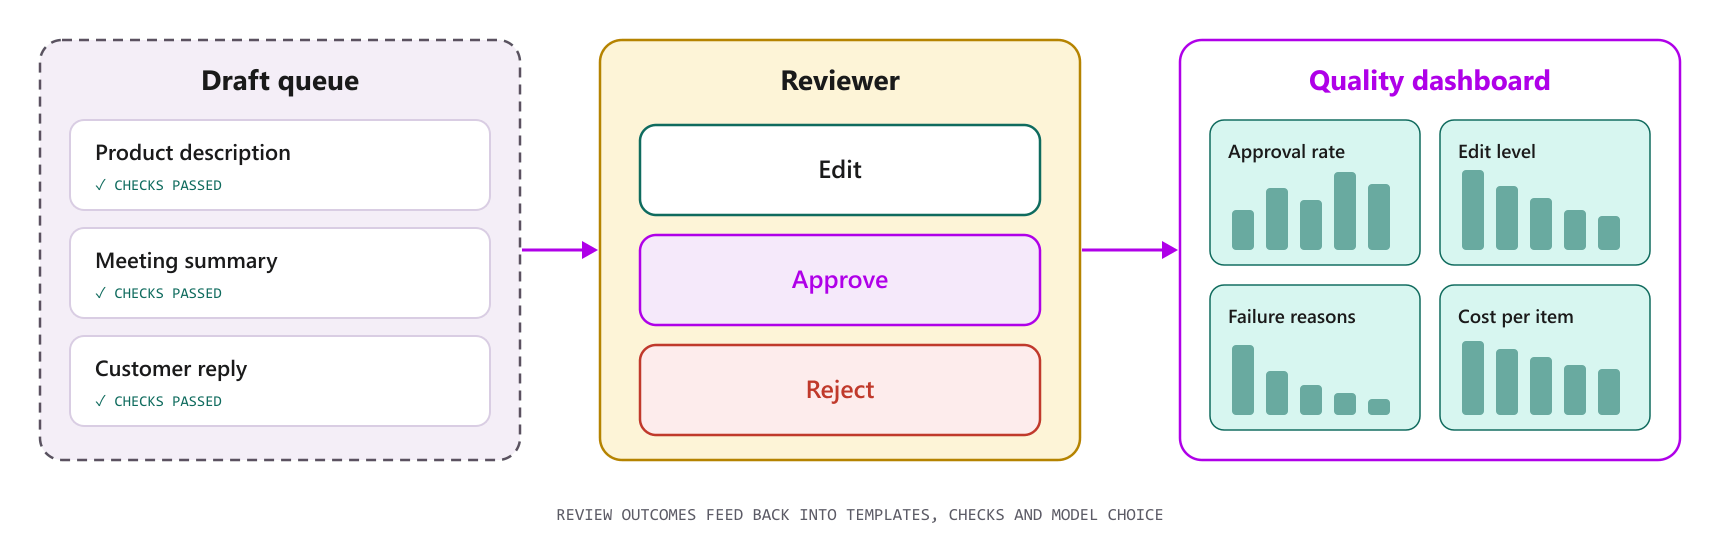 Draft queue
Product description
✓ CHECKS PASSED
Meeting summary
✓ CHECKS PASSED
Customer reply
✓ CHECKS PASSED
Reviewer
Edit
Approve
Reject
Quality dashboard
Approval rate
Edit level
Failure reasons
Cost per item
REVIEW OUTCOMES FEED BACK INTO TEMPLATES, CHECKS AND MODEL CHOICE